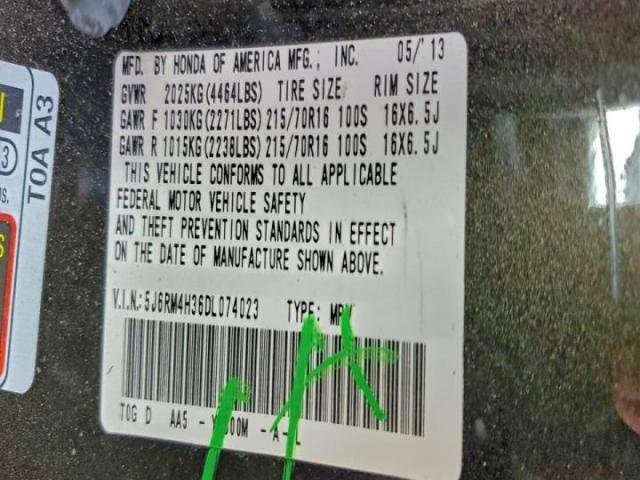 MFD. BY HONDA OF AMERICA MFG., INC. 05/'13
GVWR 2025KG(4464LBS) TIRE SIZE RIM SIZE
GAWR F 1030KG(2271LBS) 215/70R16 100S 16X6.5J
GAWR R 1015KG(2238LBS) 215/70R16 100S 16X6.5J
THIS VEHICLE CONFORMS TO ALL APPLICABLE
FEDERAL MOTOR VEHICLE SAFETY
AND THEFT PREVENTION STANDARDS IN EFFECT
ON THE DATE OF MANUFACTURE SHOWN ABOVE.
V.I.N.: 5J6RM4H36DL074023 TYPE: MPV
T0G D AA5 -
TOA A3